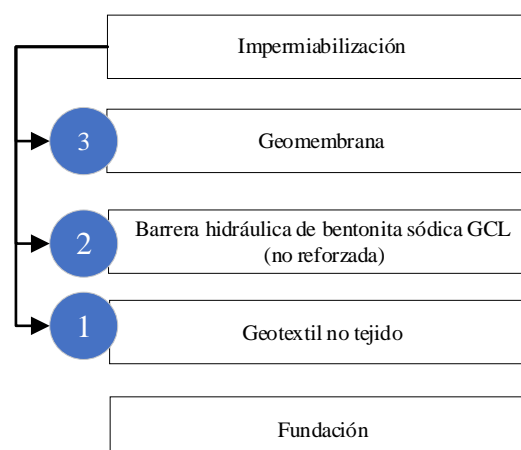 Impermiabilización
3
Geomembrana
2
Barrera hidráulica de bentonita sódica GCL
(no reforzada)
1
Geotextil no tejido
Fundación